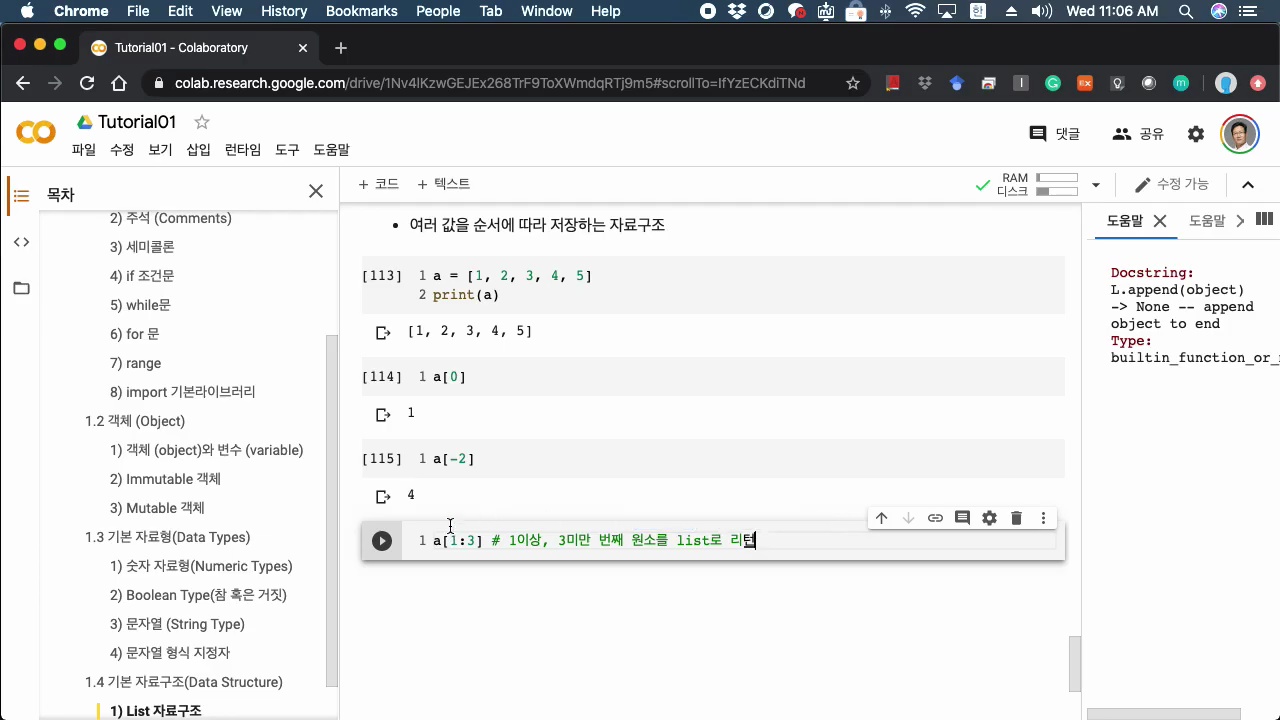 Chrome File Edit View History Bookmarks People Tab Window Help 한 Wed 11:06 AM
Tutorial01 - Colaboratory
colab.research.google.com/drive/1Nv4lKzwGEJEx268TrF9ToXWmdqRTj9m5#scrollTo=IfYzECKdiTNd
Tutorial01
파일 수정 보기 삽입 런타임 도구 도움말
댓글 공유
목차
+ 코드 + 텍스트
RAM
디스크
수정 가능
2) 주석 (Comments)
3) 세미콜론
4) if 조건문
5) while문
6) for 문
7) range
8) import 기본라이브러리
1.2 객체 (Object)
1) 객체 (object)와 변수 (variable)
2) Immutable 객체
3) Mutable 객체
1.3 기본 자료형(Data Types)
1) 숫자 자료형(Numeric Types)
2) Boolean Type(참 혹은 거짓)
3) 문자열 (String Type)
4) 문자열 형식 지정자
1.4 기본 자료구조(Data Structure)
1) List 자료구조
• 여러 값을 순서에 따라 저장하는 자료구조
[113] 1 a = [1, 2, 3, 4, 5]
2 print(a)
[1, 2, 3, 4, 5]
[114] 1 a[0]
1
[115] 1 a[-2]
4
1 a[1:3] # 1이상, 3미만 번째 원소를 list로 리턴
도움말 도움말
Docstring:
L.append(object)
-> None -- append
object to end
Type:
builtin_function_or_